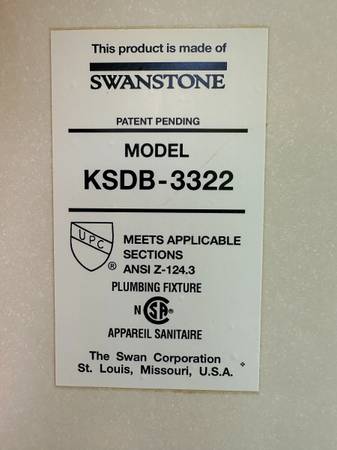 This product is made of
SWANSTONE
PATENT PENDING
MODEL
KSDB-3322
UPC
®
MEETS APPLICABLE
SECTIONS
ANSI Z-124.3
PLUMBING FIXTURE
N SA®
APPAREIL SANITAIRE
The Swan Corporation
St. Louis, Missouri, U.S.A.